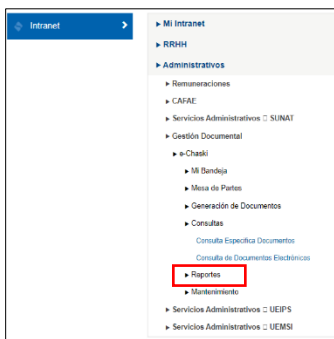 Intranet
Mi Intranet
RRHH
Administrativos
Remuneraciones
CAFAE
Servicios Administrativos □ SUNAT
Gestión Documental
e-Chaski
Mi Bandeja
Mesa de Partes
Generación de Documentos
Consultas
Consulta Especifica Documentos
Consulta de Documentos Electrónicos
Reportes
Mantenimiento
Servicios Administrativos □ UEIPS
Servicios Administrativos □ UEMSI